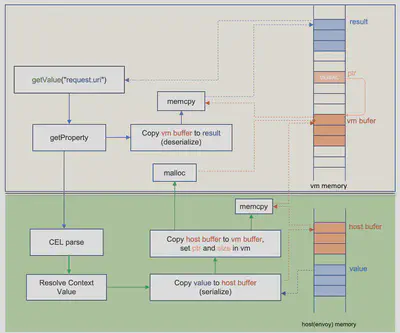 result
getValue("request.uri")
ptr
memcpy
vm bufer
getProperty
Copy vm buffer to result
(deserialize)
malloc
vm memory
memcpy
host bufer
CEL parse
Copy host buffer to vm buffer,
set ptr and size in vm
value
Resolve Context
Value
Copy value to host buffer
(serialize)
host(envoy) memory